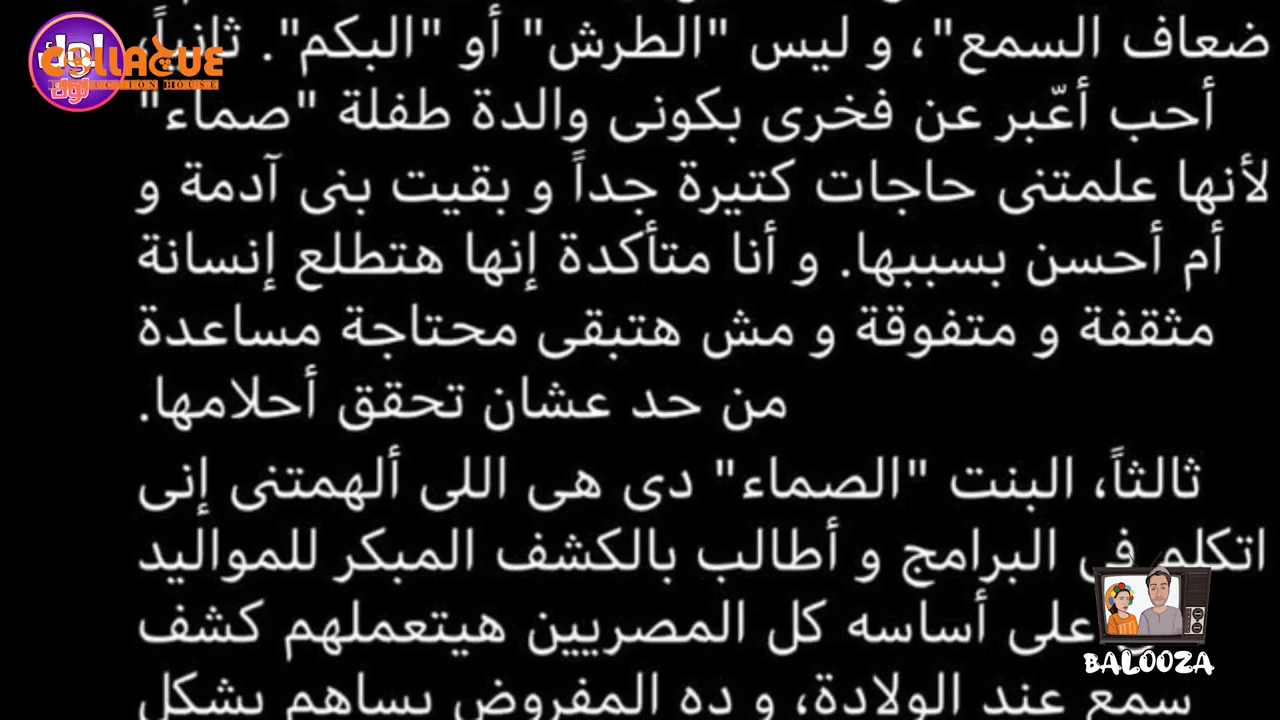 ضعاف السمع"، و ليس "الطرش" أو "البكم". ثانياً،
أحب أعّبر عن فخرى بكونى والدة طفلة "صماء"
لأنها علمتنى حاجات كتيرة جداً و بقيت بنى آدمة و
أم أحسن بسببها. و أنا متأكدة إنها هتطلع إنسانة
مثقفة و متفوقة و مش هتبقى محتاجة مساعدة
من حد عشان تحقق أحلامها.
ثالثاً، البنت "الصماء" دى هى اللى ألهمتنى إنى
اتكلم فى البرامج و أطالب بالكشف المبكر للمواليد
على أساسه كل المصريين هيتعملهم كشف
سمع عند الولادة، و ده المفروض يساهم بشكل
COLLAGUE
PRODUCTION HOUSE
BALOOZA